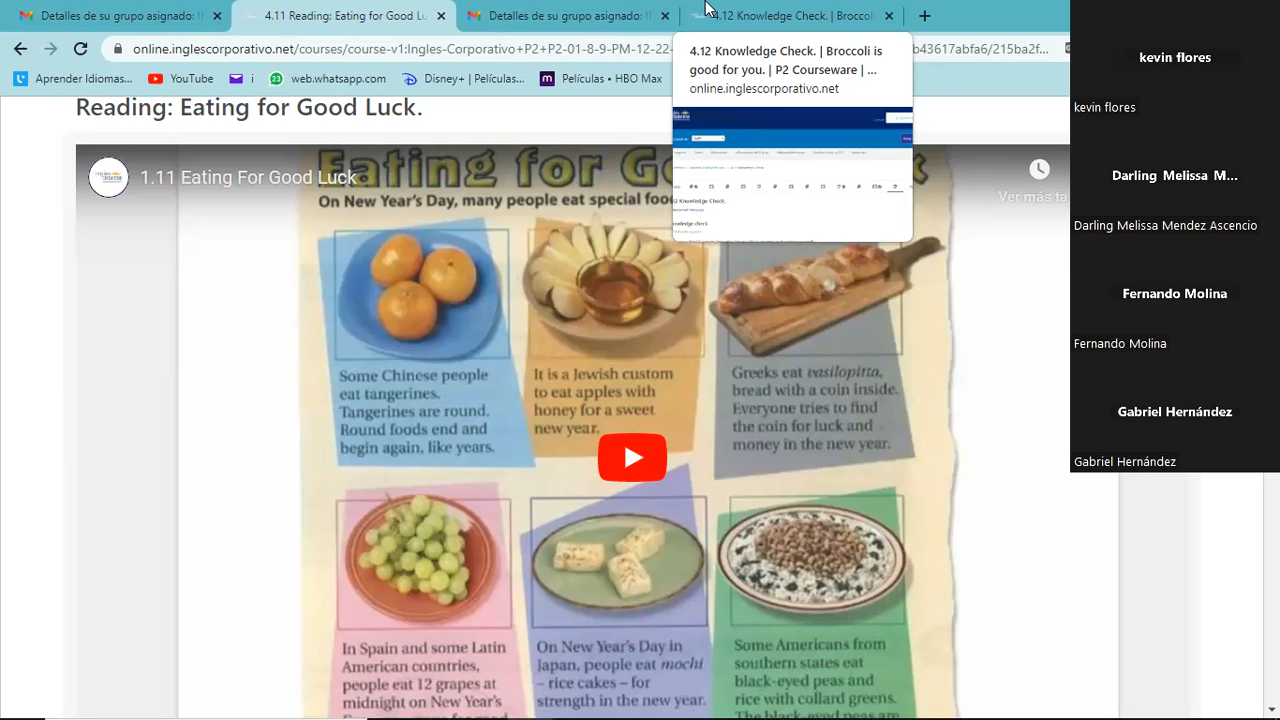 Detalles de su grupo asignado: I
4.11 Reading: Eating for Good Lu
Detalles de su grupo asignado: I
4.12 Knowledge Check. | Broccoli
online.inglescorporativo.net/courses/course-v1:Ingles-Corporativo+P2+P2-01-8-9-PM-12-22-
b43617abfa6/215ba2f...
Aprender Idiomas...
YouTube
i
web.whatsapp.com
Disney+ | Películas...
Películas • HBO Max
4.12 Knowledge Check. | Broccoli is
good for you. | P2 Courseware | ...
online.inglescorporativo.net
Reading: Eating for Good Luck.
1.11 Eating For Good Luck
Ver más ta
On New Year's
many people eat special foo
Some Chinese people
eat tangerines.
Tangerines are round.
Round foods end and
begin again, like years.
It is a Jewish custom
to eat apples with
honey for a sweet
new year.
Greeks eat vasilopitta,
bread with a coin inside.
Everyone tries to find
the coin for luck and
money in the new year.
In Spain and some Latin
American countries,
people eat 12 grapes at
midnight on New Year's
On New Year's Day in
Japan, people eat mochi
– rice cakes – for
strength in the new year.
Some Americans from
southern states eat
black-eyed peas and
rice with collard greens.
The black-eyed peas are
kevin flores
kevin flores
Darling Melissa M...
Darling Melissa Mendez Ascencio
Fernando Molina
Fernando Molina
Gabriel Hernández
Gabriel Hernández